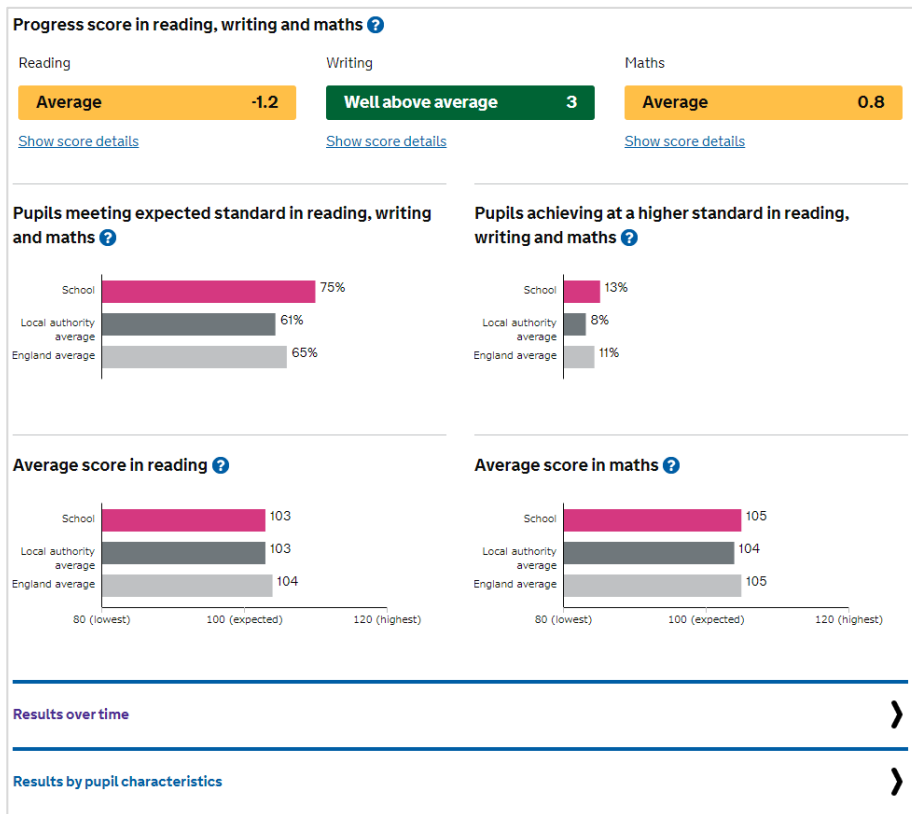 Progress score in reading, writing and maths ?
Reading
Writing
Maths
Average -1.2
Well above average 3
Average 0.8
Show score details
Show score details
Show score details
Pupils meeting expected standard in reading, writing
and maths ?
School 75%
Local authority 61%
average
England average 65%
Pupils achieving at a higher standard in reading,
writing and maths ?
School 13%
Local authority 8%
average
England average 11%
Average score in reading ?
School 103
Local authority 103
average
England average 104
80 (lowest) 100 (expected) 120 (highest)
Average score in maths ?
School 105
Local authority 104
average
England average 105
80 (lowest) 100 (expected) 120 (highest)
Results over time
Results by pupil characteristics